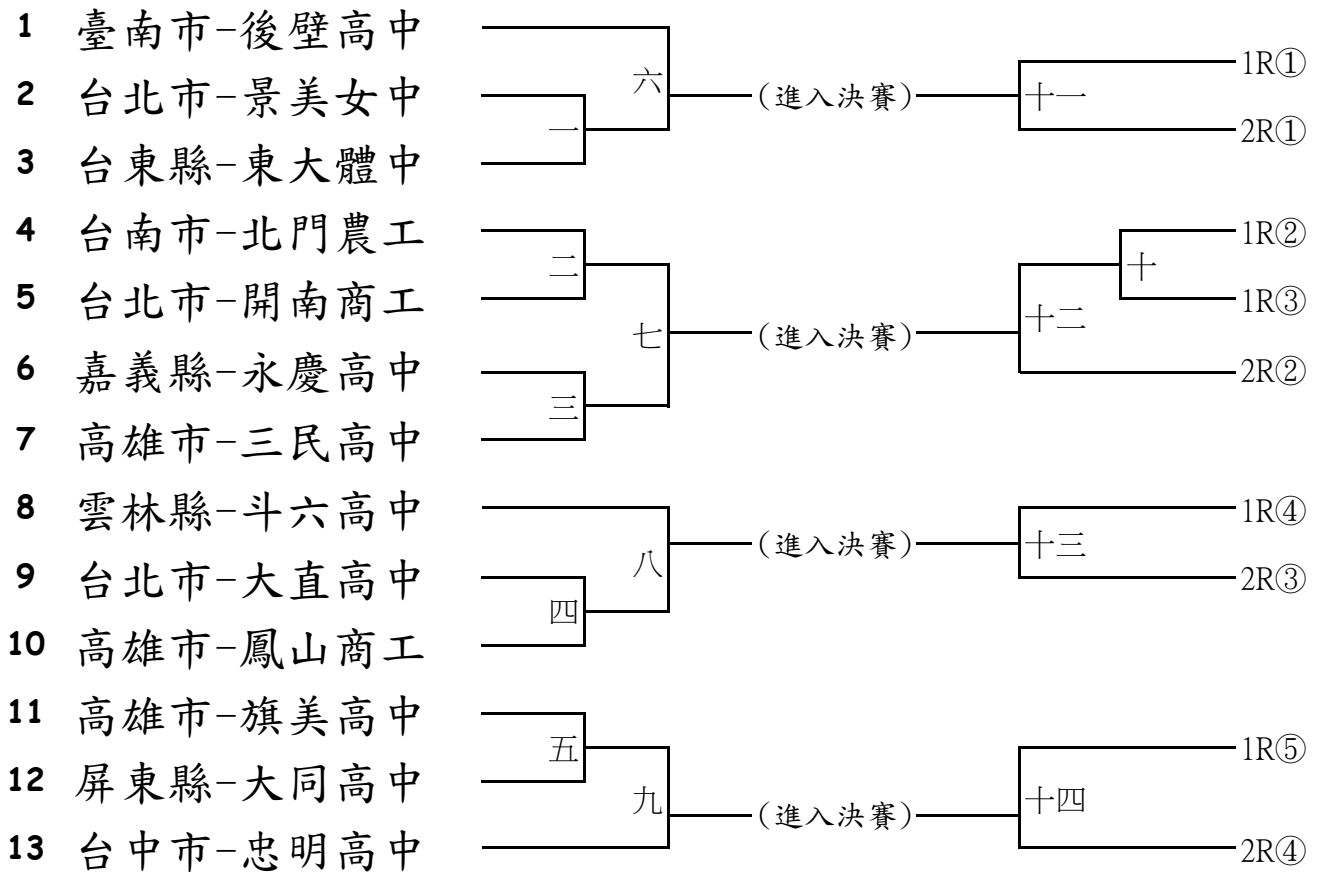 1 臺南市-後壁高中
六 (進入決賽) 十一 1R①
2 台北市-景美女中
一 2R①
3 台東縣-東大體中
4 台南市-北門農工 1R②
二 十
5 台北市-開南商工 1R③
七 (進入決賽) 十二
6 嘉義縣-永慶高中 2R②
三
7 高雄市-三民高中
8 雲林縣-斗六高中 1R④
八 (進入決賽) 十三
9 台北市-大直高中 2R③
四
10 高雄市-鳳山商工
11 高雄市-旗美高中
五 1R⑤
12 屏東縣-大同高中
九 (進入決賽) 十四
13 台中市-忠明高中 2R④